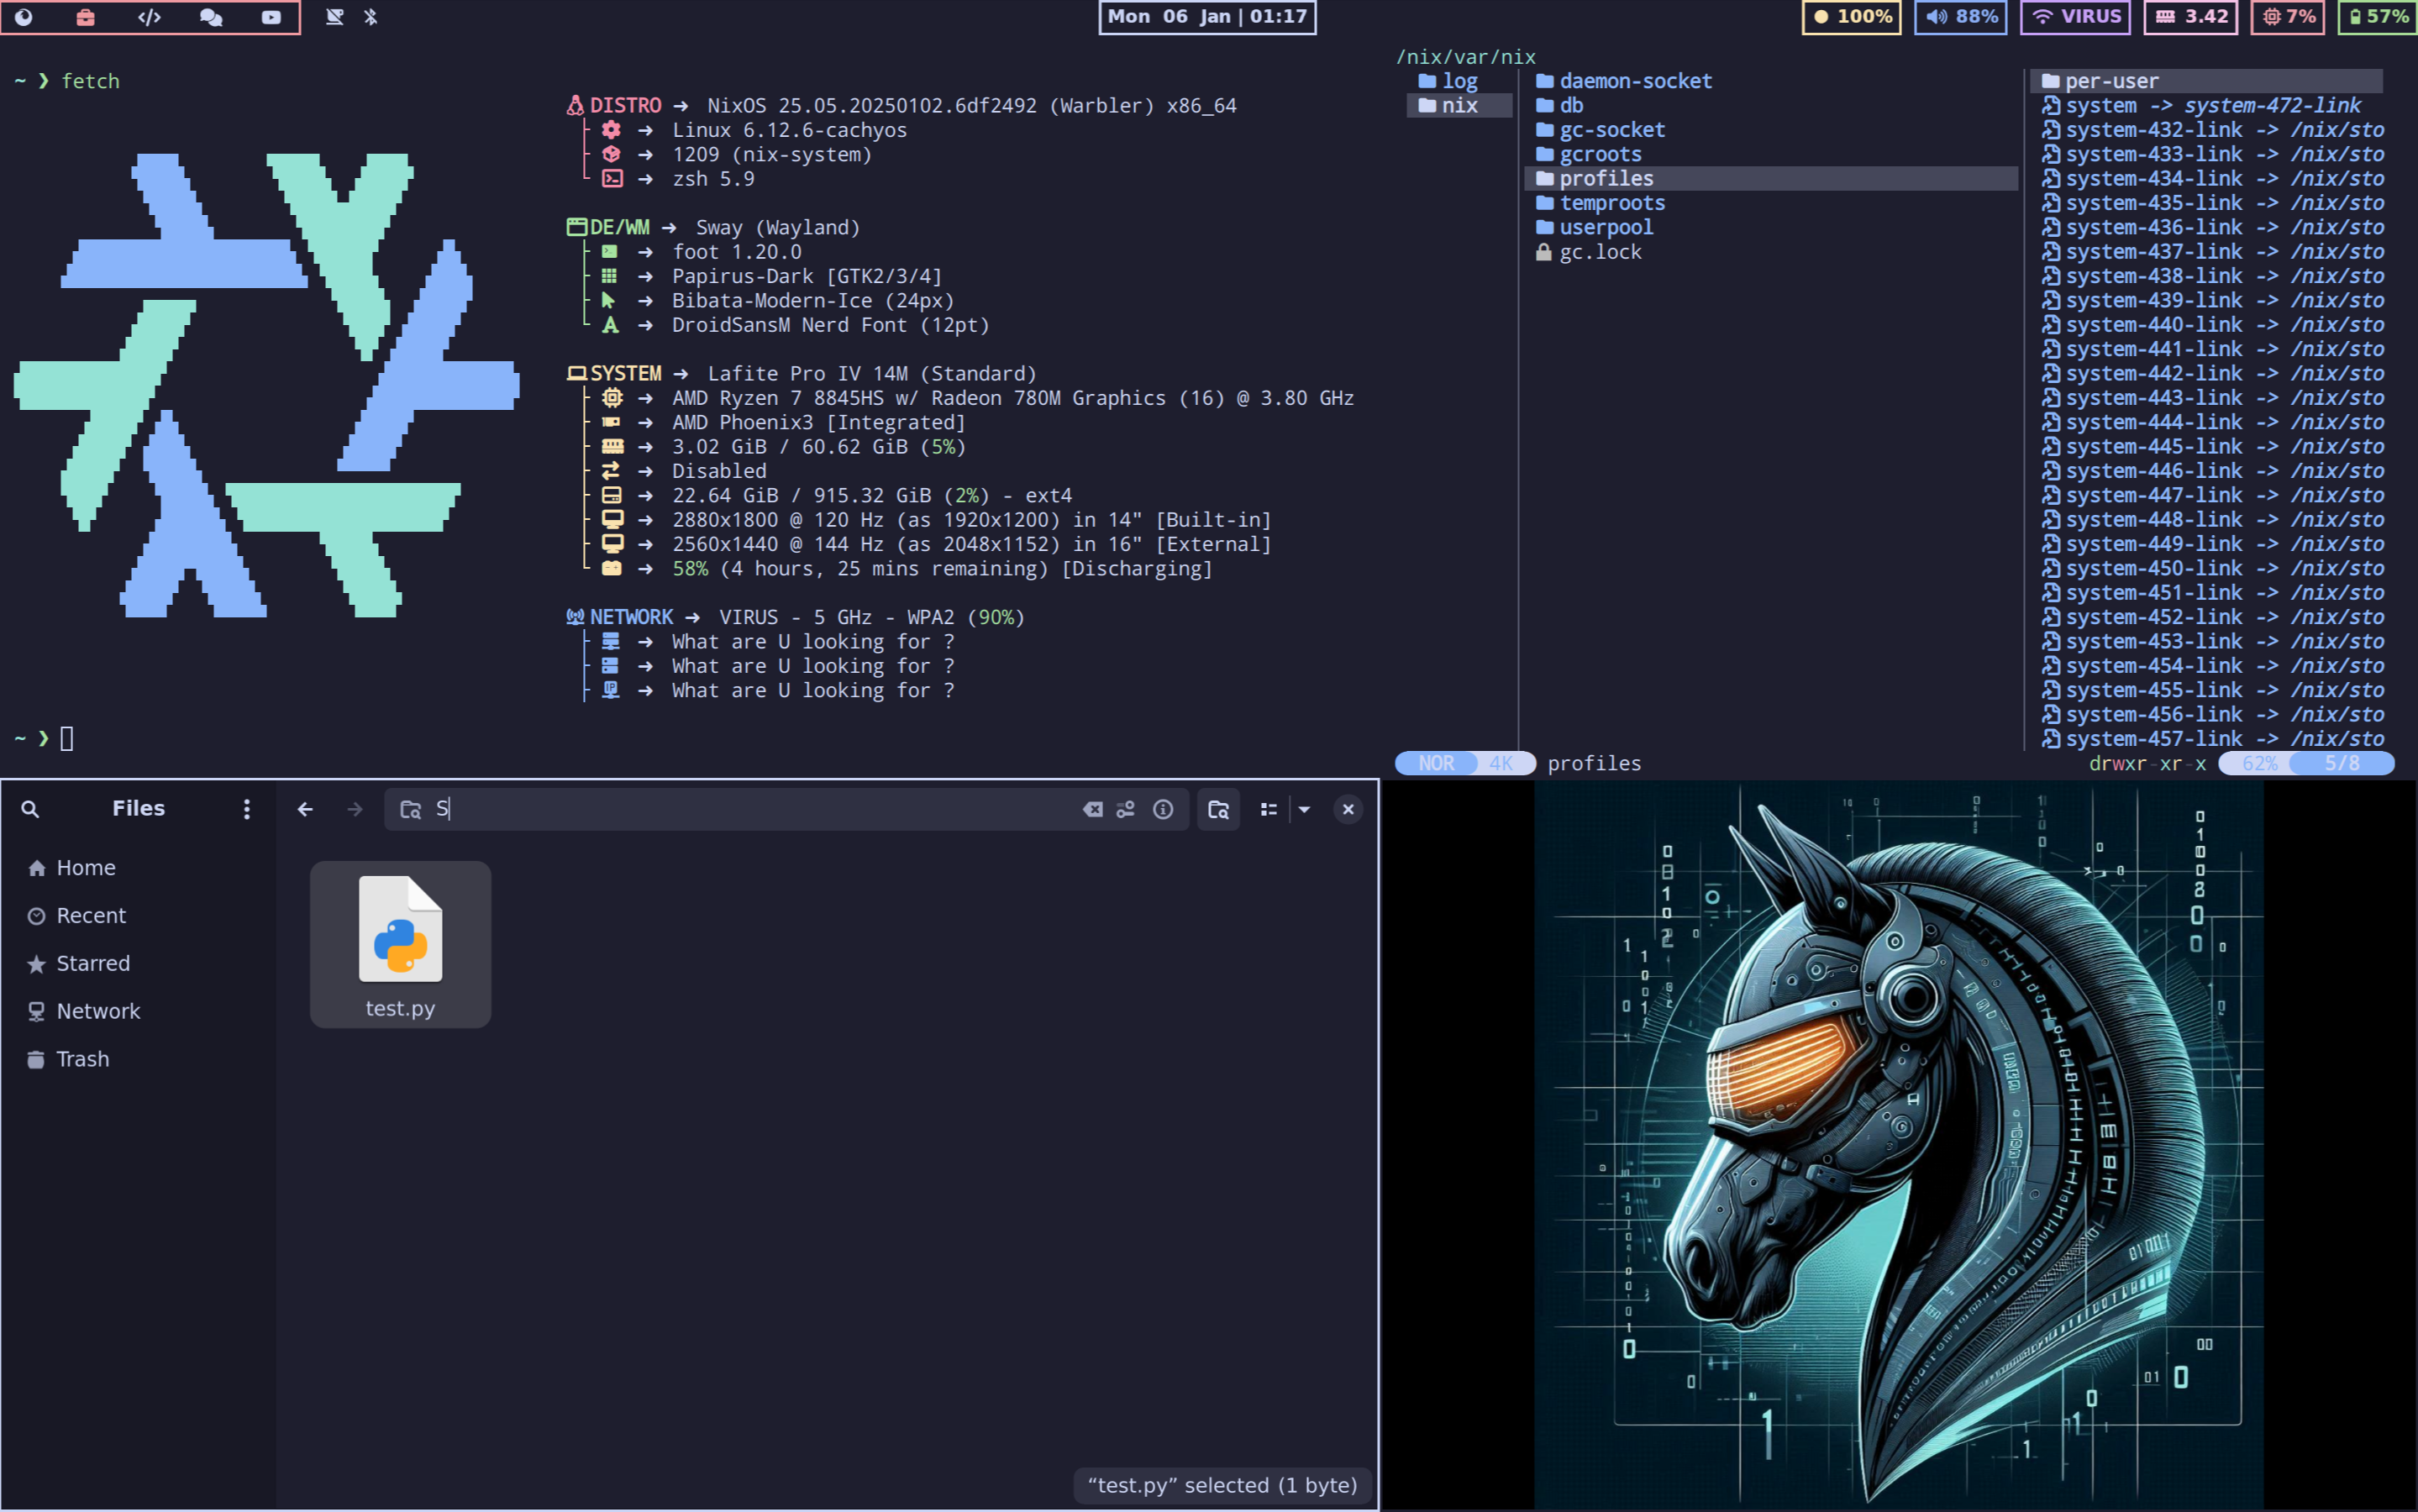 Mon 06 Jan | 01:17
100%
88%
VIRUS
3.42
7%
57%
~ ❯ fetch
DISTRO ➜ NixOS 25.05.20250102.6df2492 (Warbler) x86_64
➜ Linux 6.12.6-cachyos
➜ 1209 (nix-system)
➜ zsh 5.9
DE/WM ➜ Sway (Wayland)
➜ foot 1.20.0
➜ Papirus-Dark [GTK2/3/4]
➜ Bibata-Modern-Ice (24px)
➜ DroidSansM Nerd Font (12pt)
SYSTEM ➜ Lafite Pro IV 14M (Standard)
➜ AMD Ryzen 7 8845HS w/ Radeon 780M Graphics (16) @ 3.80 GHz
➜ AMD Phoenix3 [Integrated]
➜ 3.02 GiB / 60.62 GiB (5%)
➜ Disabled
➜ 22.64 GiB / 915.32 GiB (2%) - ext4
➜ 2880x1800 @ 120 Hz (as 1920x1200) in 14" [Built-in]
➜ 2560x1440 @ 144 Hz (as 2048x1152) in 16" [External]
➜ 58% (4 hours, 25 mins remaining) [Discharging]
NETWORK ➜ VIRUS - 5 GHz - WPA2 (90%)
➜ What are U looking for ?
➜ What are U looking for ?
➜ What are U looking for ?
~ ❯
/nix/var/nix
log
nix
daemon-socket
db
gc-socket
gcroots
profiles
temproots
userpool
gc.lock
per-user
system -> system-472-link
system-432-link -> /nix/sto
system-433-link -> /nix/sto
system-434-link -> /nix/sto
system-435-link -> /nix/sto
system-436-link -> /nix/sto
system-437-link -> /nix/sto
system-438-link -> /nix/sto
system-439-link -> /nix/sto
system-440-link -> /nix/sto
system-441-link -> /nix/sto
system-442-link -> /nix/sto
system-443-link -> /nix/sto
system-444-link -> /nix/sto
system-445-link -> /nix/sto
system-446-link -> /nix/sto
system-447-link -> /nix/sto
system-448-link -> /nix/sto
system-449-link -> /nix/sto
system-450-link -> /nix/sto
system-451-link -> /nix/sto
system-452-link -> /nix/sto
system-453-link -> /nix/sto
system-454-link -> /nix/sto
system-455-link -> /nix/sto
system-456-link -> /nix/sto
system-457-link -> /nix/sto
NOR 4K profiles
drwxr-xr-x 62% 5/8
Files
S
Home
Recent
Starred
Network
Trash
test.py
“test.py” selected (1 byte)